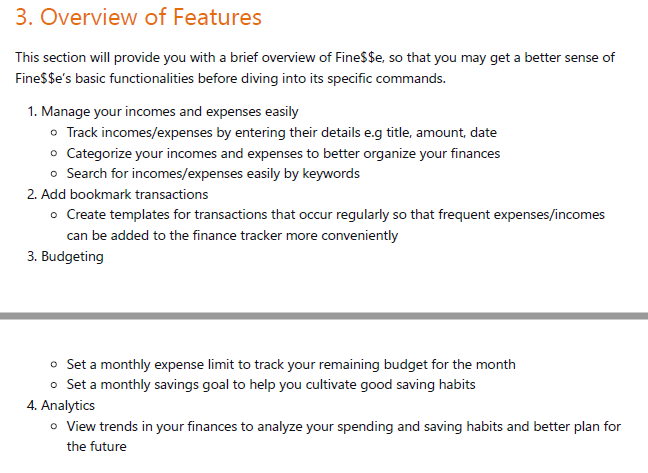 3. Overview of Features
This section will provide you with a brief overview of Fine$$e, so that you may get a better sense of
Fine$$e's basic functionalities before diving into its specific commands.
1. Manage your incomes and expenses easily
○ Track incomes/expenses by entering their details e.g title, amount, date
○ Categorize your incomes and expenses to better organize your finances
○ Search for incomes/expenses easily by keywords
2. Add bookmark transactions
○ Create templates for transactions that occur regularly so that frequent expenses/incomes
can be added to the finance tracker more conveniently
3. Budgeting
○ Set a monthly expense limit to track your remaining budget for the month
○ Set a monthly savings goal to help you cultivate good saving habits
4. Analytics
○ View trends in your finances to analyze your spending and saving habits and better plan for
the future